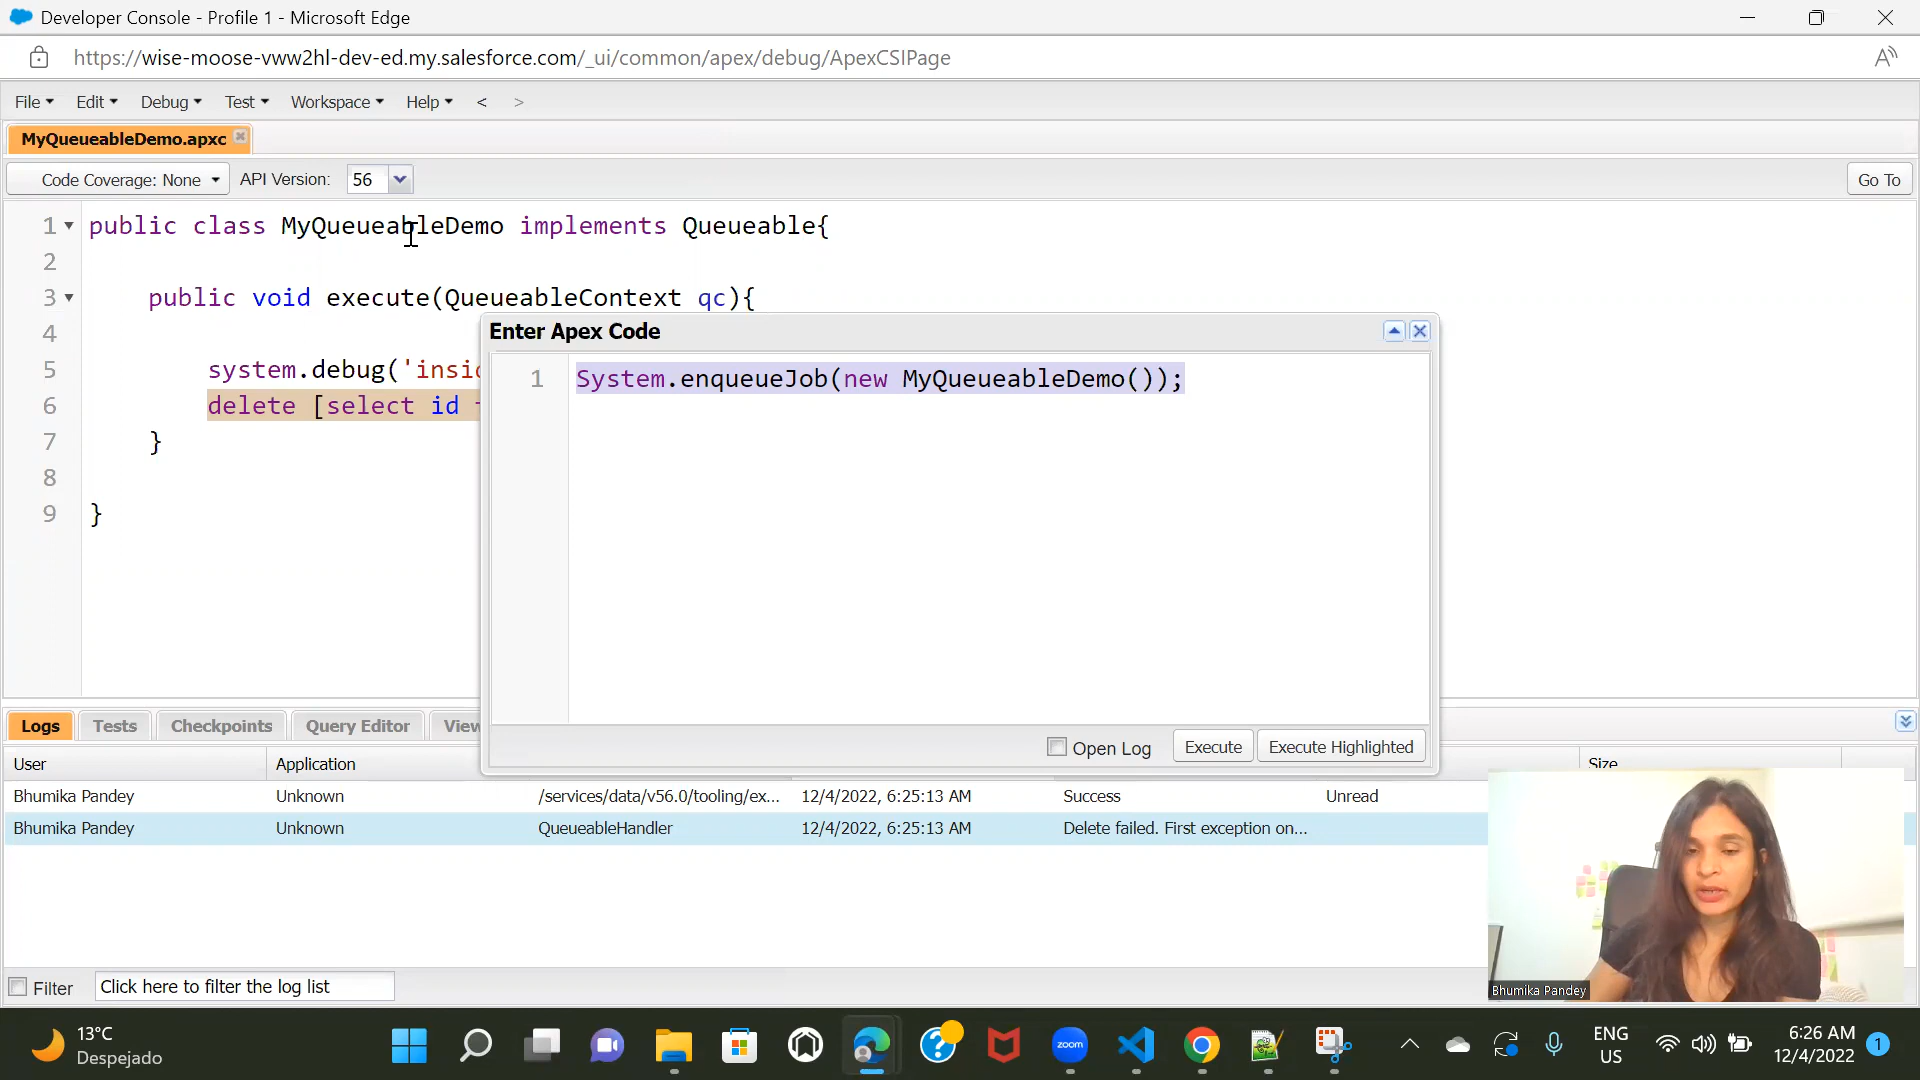 Developer Console - Profile 1 - Microsoft Edge
https://wise-moose-vww2hl-dev-ed.my.salesforce.com/_ui/common/apex/debug/ApexCSIPage
File Edit Debug Test Workspace Help < >
MyQueueableDemo.apxc
Code Coverage: None API Version: 56 Go To
1 public class MyQueueableDemo implements Queueable{
2
3 public void execute(QueueableContext qc){
4
5 system.debug('insid
6 delete [select id
7 }
8
9 }
Enter Apex Code
1 System.enqueueJob(new MyQueueableDemo());
Open Log Execute Execute Highlighted
Logs Tests Checkpoints Query Editor View
User Application Size
Bhumika Pandey Unknown /services/data/v56.0/tooling/ex... 12/4/2022, 6:25:13 AM Success Unread
Bhumika Pandey Unknown QueueableHandler 12/4/2022, 6:25:13 AM Delete failed. First exception on...
Filter Click here to filter the log list
Bhumika Pandey
13°C
Despejado
zoom
ENG
US
6:26 AM
12/4/2022
1